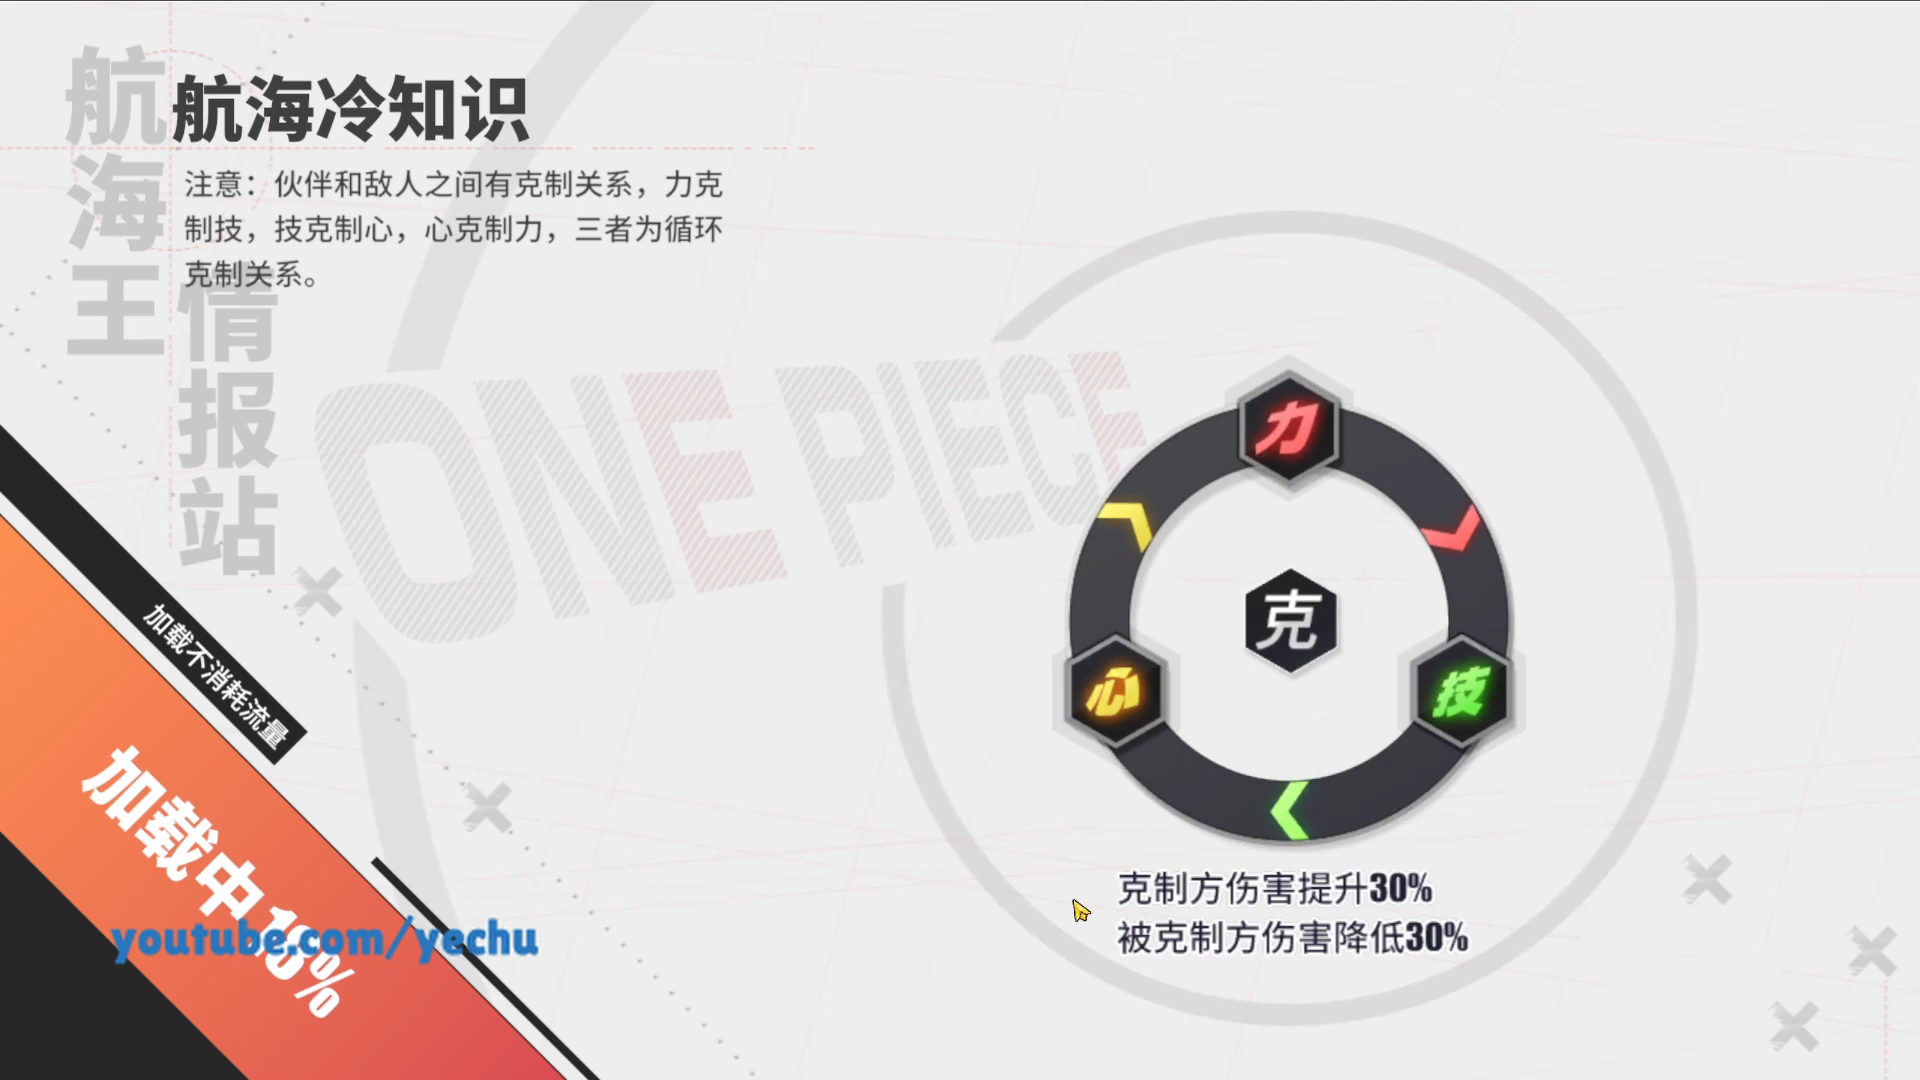 航海王
情报站
航海冷知识
注意：伙伴和敌人之间有克制关系，力克
制技，技克制心，心克制力，三者为循环
克制关系。
ONE PIECE
力
克
心
技
克制方伤害提升30%
被克制方伤害降低30%
加载不消耗流量
加载中
youtube.com/yechu